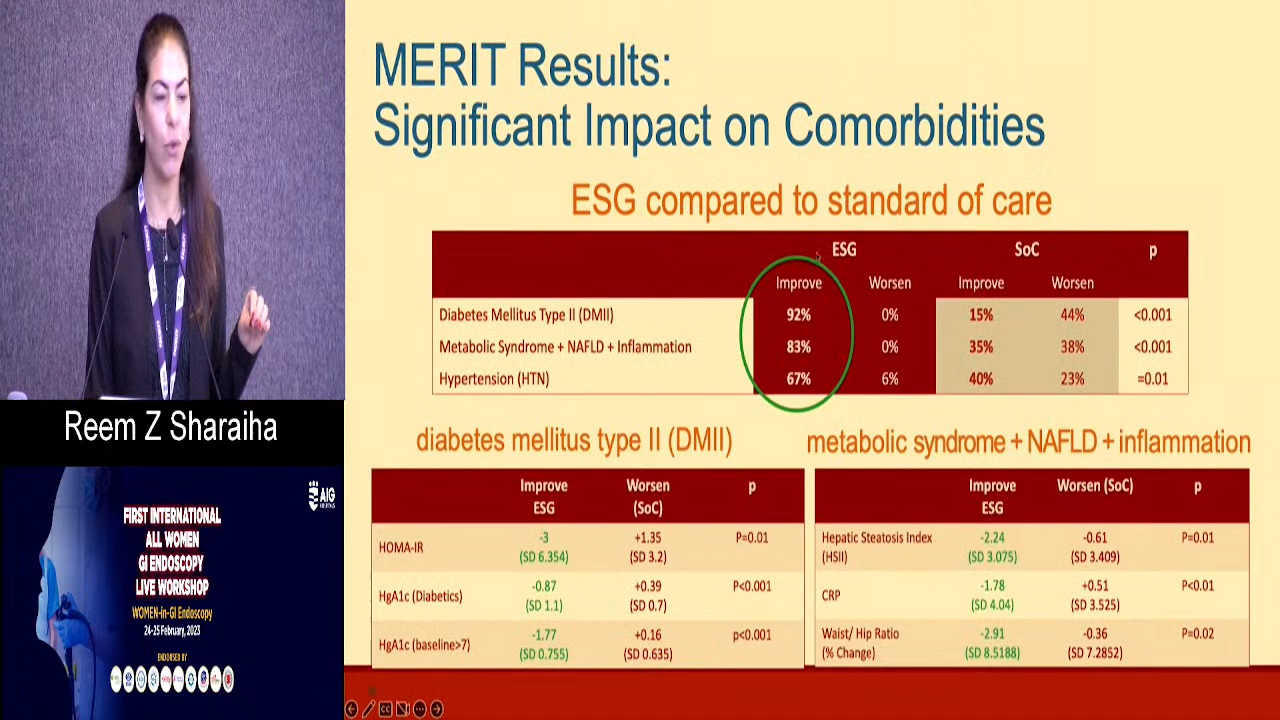 MERIT Results:
Significant Impact on Comorbidities
ESG compared to standard of care
ESG SoC p
Improve Worsen Improve Worsen
Diabetes Mellitus Type II (DMII) 92% 0% 15% 44% <0.001
Metabolic Syndrome + NAFLD + Inflammation 83% 0% 35% 38% <0.001
Hypertension (HTN) 67% 6% 40% 23% =0.01
diabetes mellitus type II (DMII)
Improve Worsen p
ESG (SoC)
HOMA-IR -3 +1.35 P=0.01
(SD 6.354) (SD 3.2)
HgA1c (Diabetics) -0.87 +0.39 P<0.001
(SD 1.1) (SD 0.7)
HgA1c (baseline>7) -1.77 +0.16 p<0.001
(SD 0.755) (SD 0.635)
metabolic syndrome + NAFLD + inflammation
Improve Worsen (SoC) p
ESG
Hepatic Steatosis Index -2.24 -0.61 P=0.01
(HSII) (SD 3.075) (SD 3.409)
CRP -1.78 +0.51 P<0.01
(SD 4.04) (SD 3.525)
Waist/ Hip Ratio -2.91 -0.36 P=0.02
(% Change) (SD 8.5188) (SD 7.2852)
Reem Z Sharaiha
AIG
HOSPITALS
FIRST INTERNATIONAL
ALL WOMEN
GI ENDOSCOPY
LIVE WORKSHOP
WOMEN-in-GI Endoscopy
24-25 February, 2023
ENDORSED BY
CC